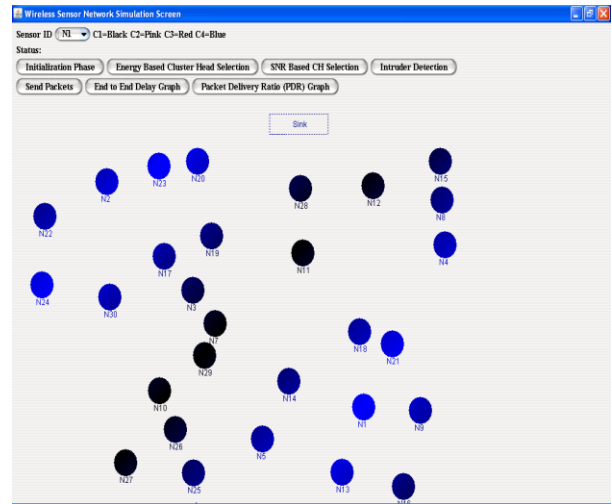 Wireless Sensor Network Simulation Screen
Sensor ID N1 C1=Black C2=Pink C3=Red C4=Blue
Status:
Initialization Phase Energy Based Cluster Head Selection SNR Based CH Selection Intruder Detection
Send Packets End to End Delay Graph Packet Delivery Ratio (PDR) Graph
Sink
N20
N23
N15
N2
N28
N12
N8
N22
N19
N4
N11
N17
N24
N3
N30
N7
N18
N21
N29
N14
N10
N1
N9
N26
N5
N27
N25
N13
N16